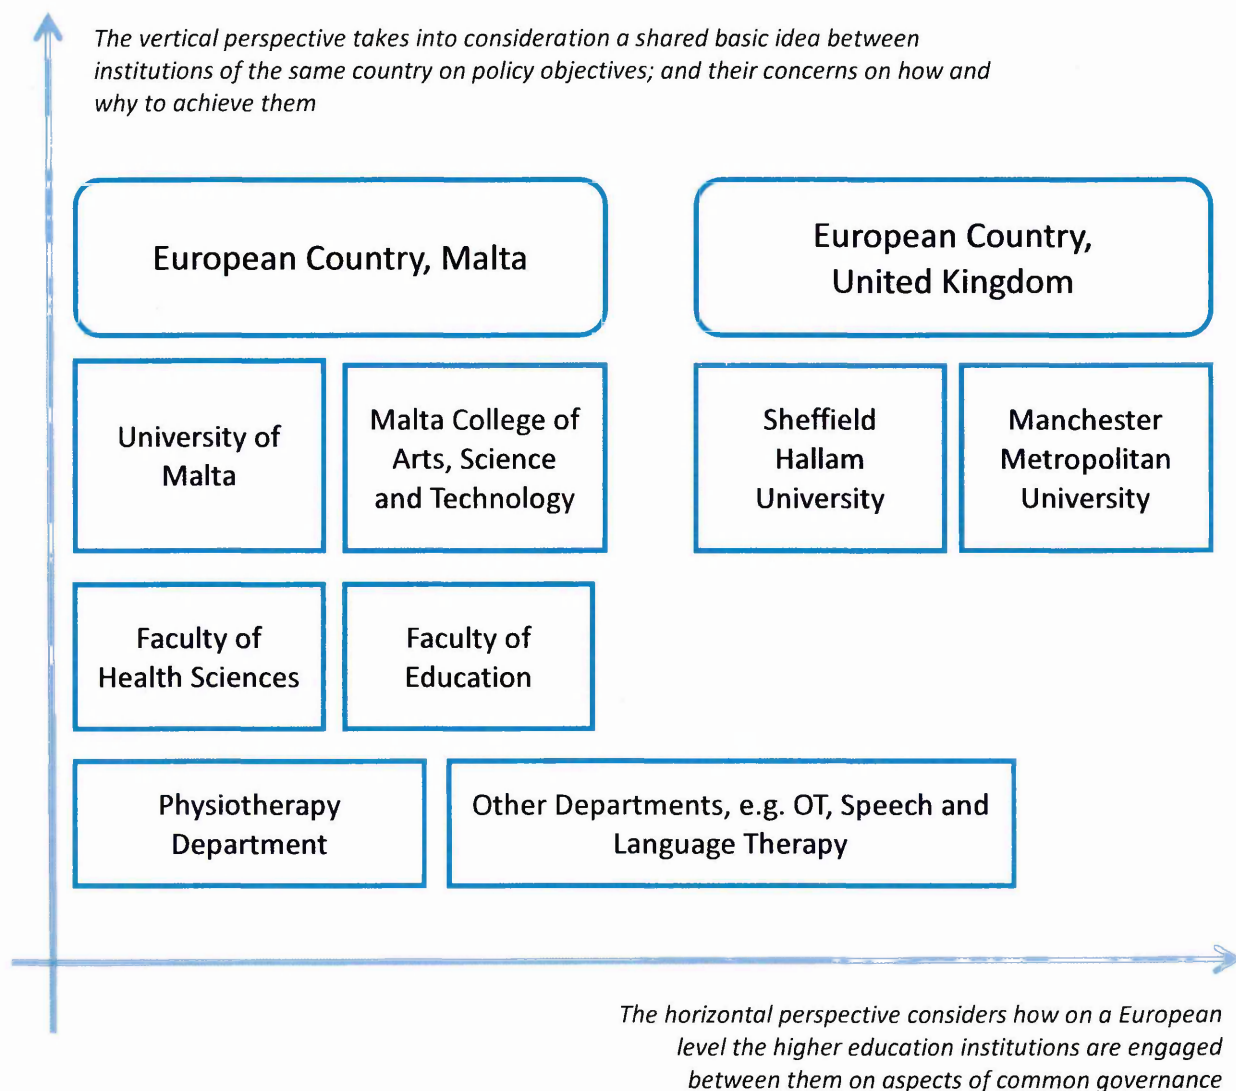 The vertical perspective takes into consideration a shared basic idea between
institutions of the same country on policy objectives; and their concerns on how and
why to achieve them
European Country, Malta
European Country,
United Kingdom
University of
Malta
Malta College of
Arts, Science
and Technology
Sheffield
Hallam
University
Manchester
Metropolitan
University
Faculty of
Health Sciences
Faculty of
Education
Physiotherapy
Department
Other Departments, e.g. OT, Speech and
Language Therapy
The horizontal perspective considers how on a European
level the higher education institutions are engaged
between them on aspects of common governance